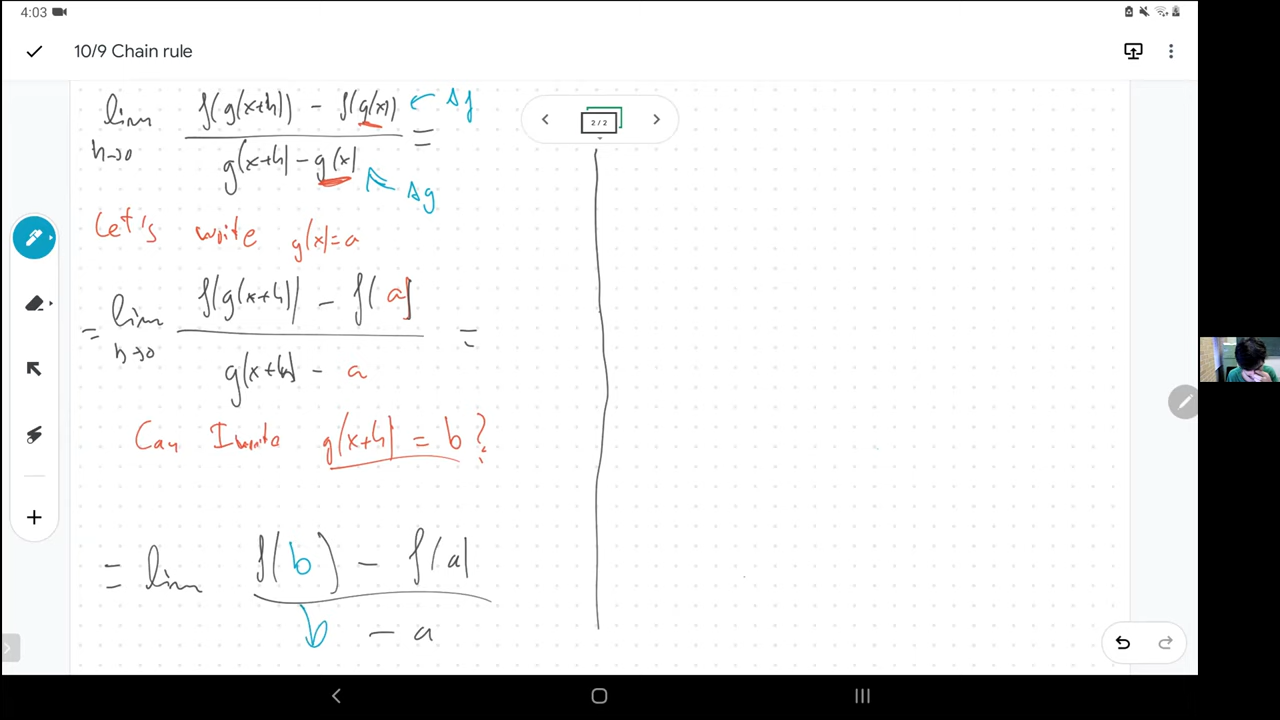 4:03
10/9 Chain rule
lim h→0 f(g(x+h)) - f(g(x)) ← Δf
g(x+h) - g(x) = Δg
2/2
Let's write g(x)=a
= lim h→0 f(g(x+h)) - f(a) =
g(x+h) - a
Can I write g(x+h) = b?
= lim f(b) - f(a)
b - a